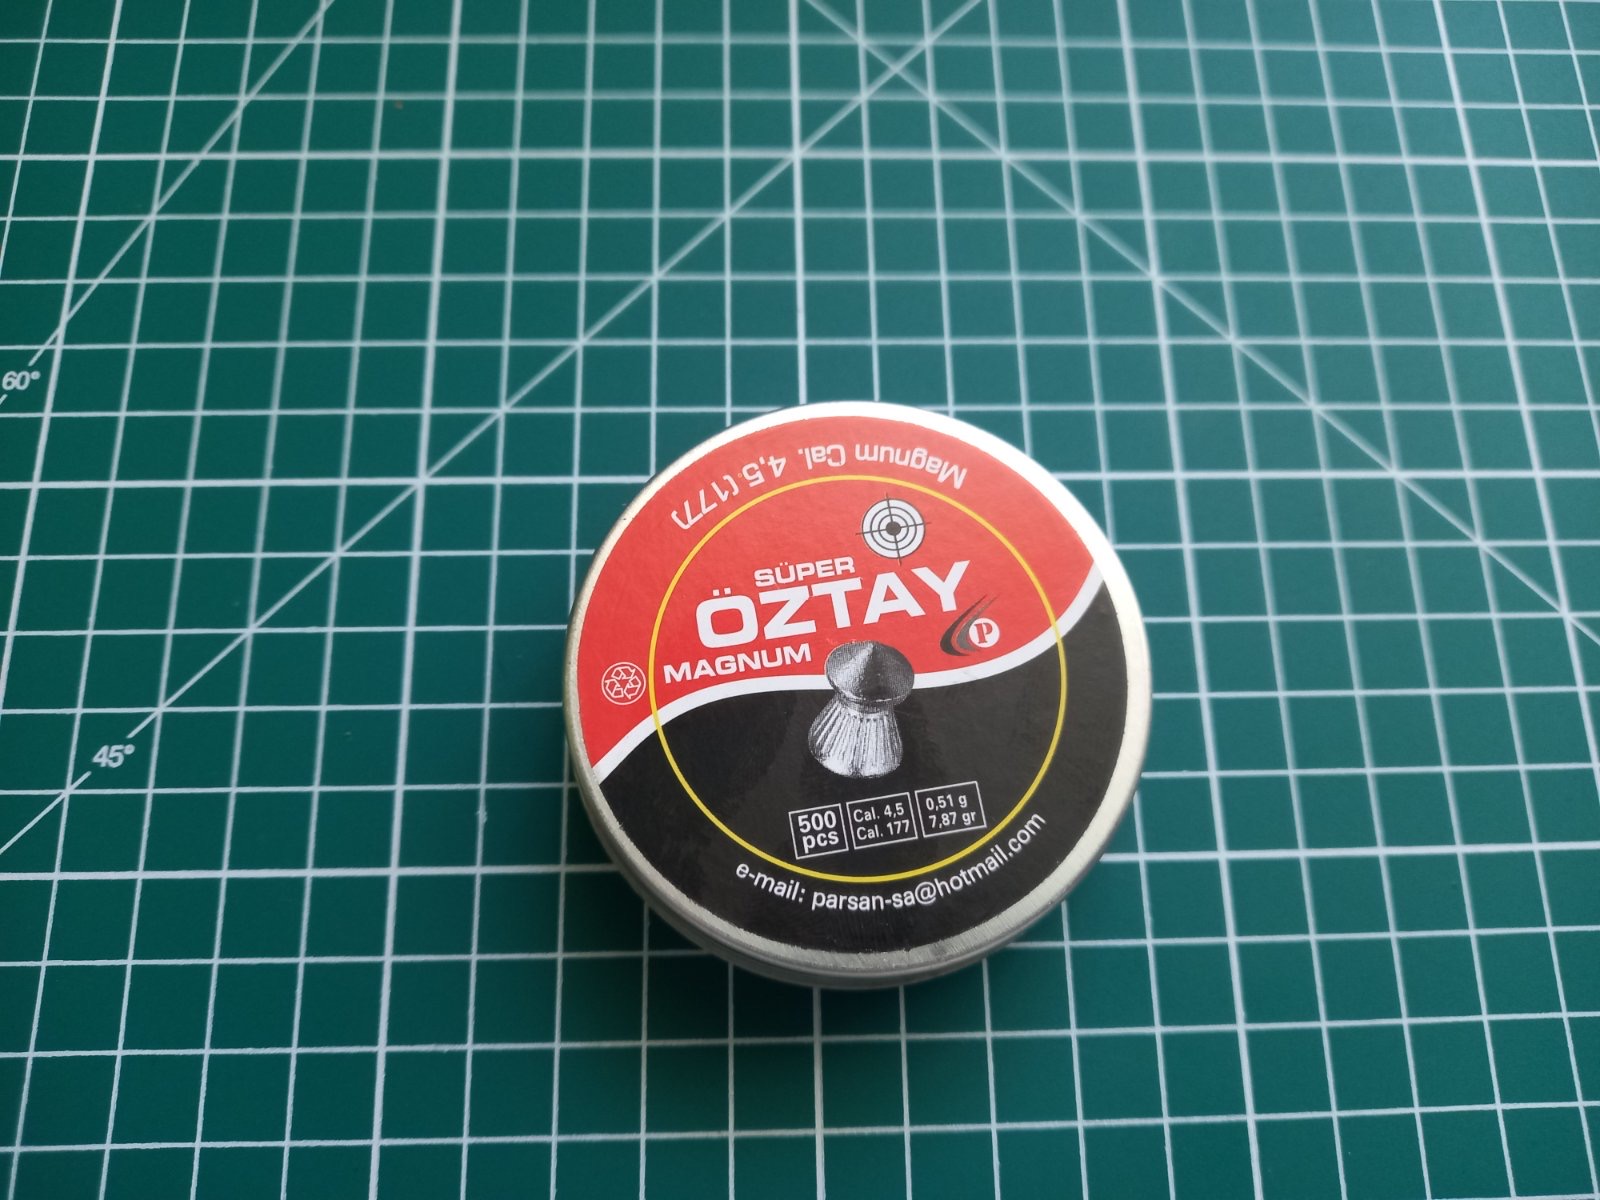 60°
45°
Magnum Cal. 4,5 (177)
SÜPER
ÖZTAY
P
MAGNUM
500
pcs
Cal. 4,5
Cal. 177
0,51 g
7,87 gr
e-mail: parsan-sa@hotmail.com